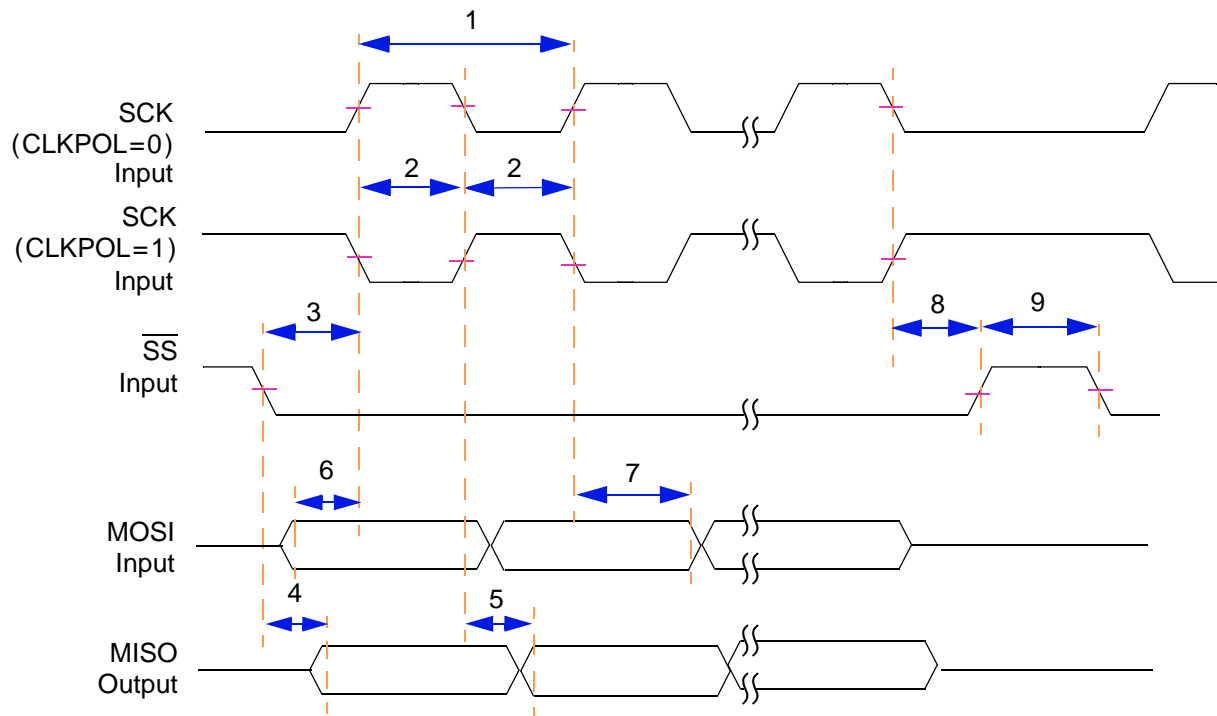 1
SCK
(CLKPOL=0)
Input
2
2
SCK
(CLKPOL=1)
Input
3
8
9
SS
Input
6
7
MOSI
Input
4
5
MISO
Output